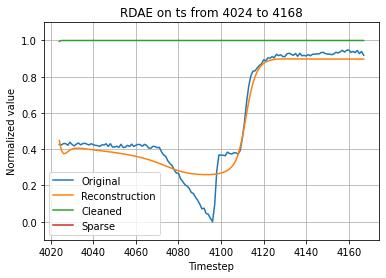 RDAE on ts from 4024 to 4168
Normalized value
1.0
0.8
0.6
0.4
0.2
0.0
Original
Reconstruction
Cleaned
Sparse
4020 4040 4060 4080 4100 4120 4140 4160
Timestep